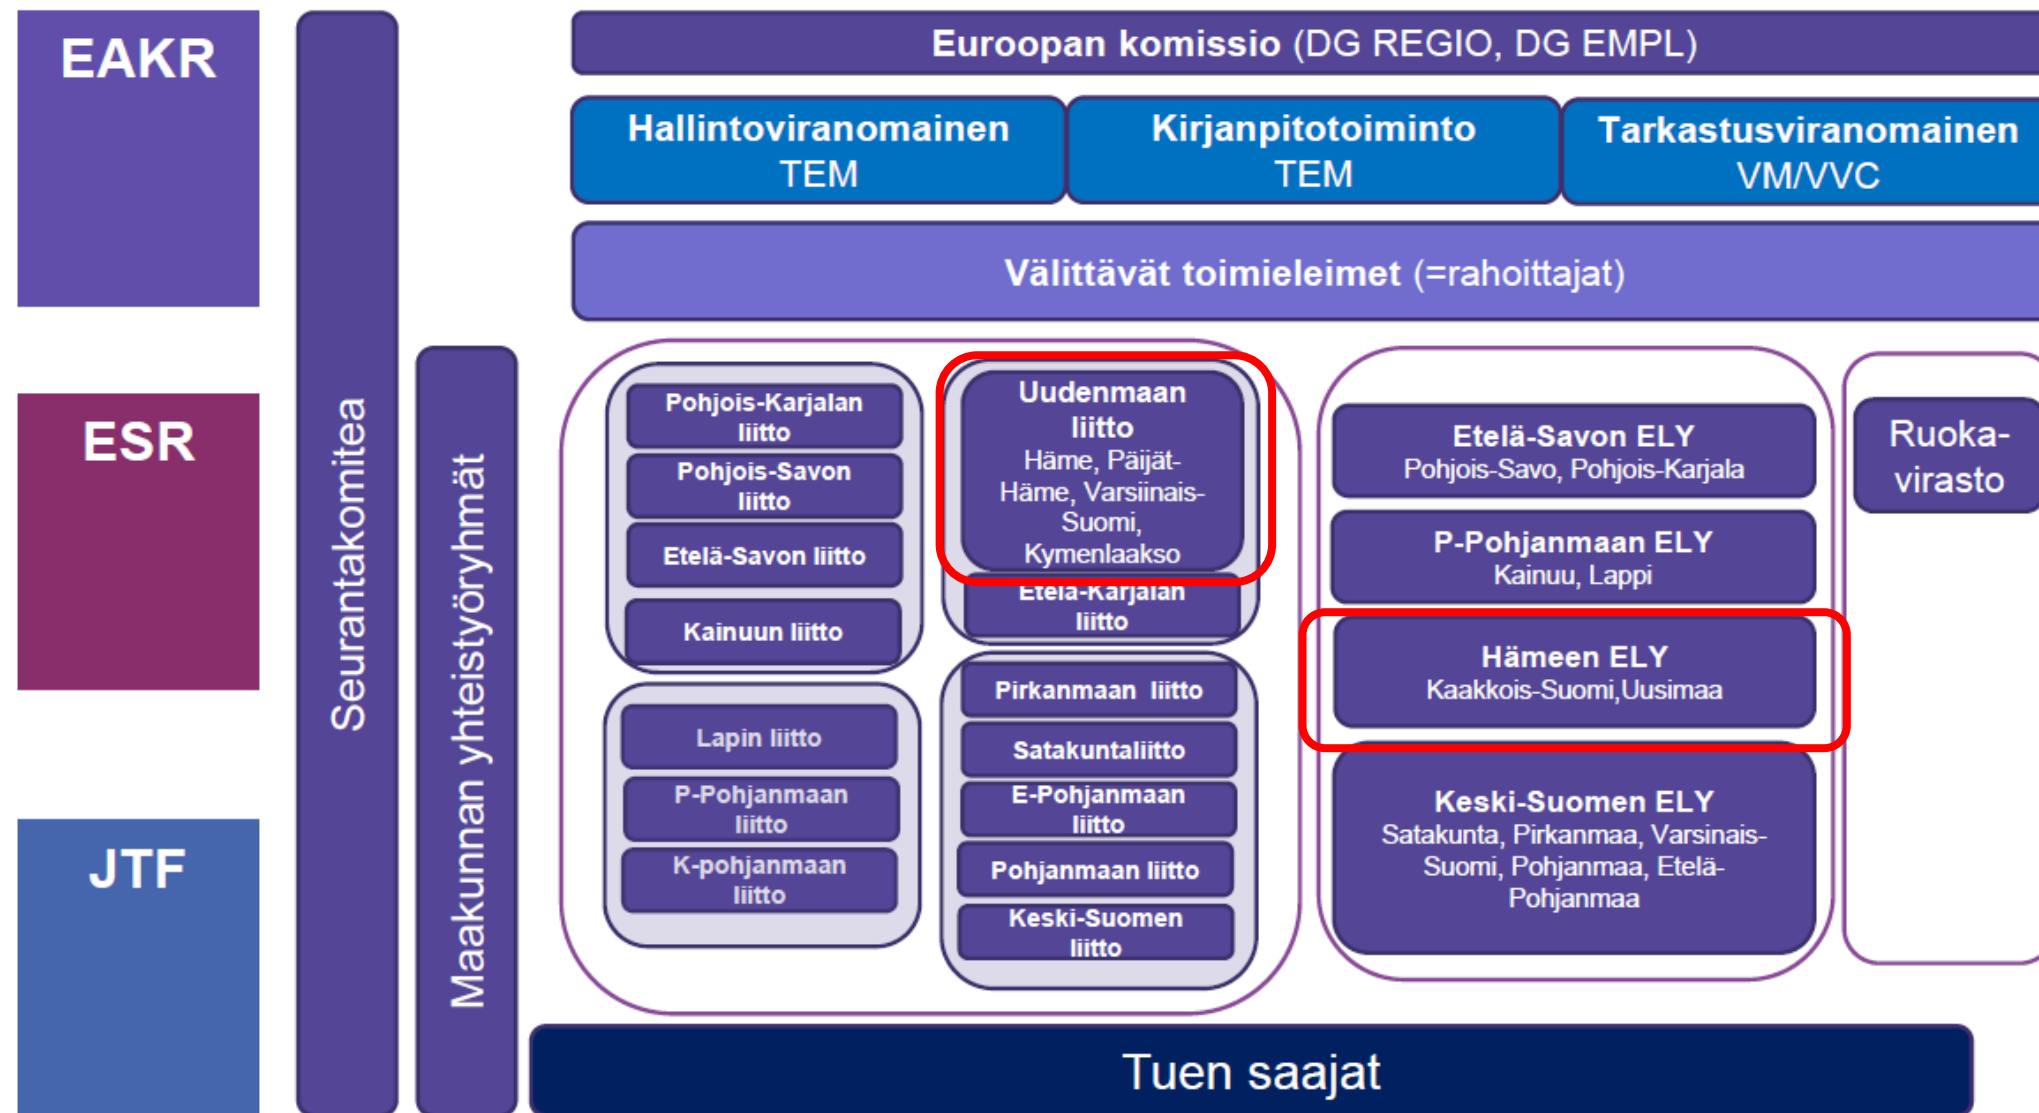 EAKR
ESR
JTF
Seurantakomitea
Maakunnan yhteistyöryhmät
Euroopan komissio (DG REGIO, DG EMPL)
Hallintoviranomainen
TEM
Kirjanpitotoiminto
TEM
Tarkastusviranomainen
VM/VVC
Välittävät toimieleimet (=rahoittajat)
Pohjois-Karjalan
liitto
Pohjois-Savon
liitto
Etelä-Savon liitto
Kainuun liitto
Lapin liitto
P-Pohjanmaan
liitto
K-pohjanmaan
liitto
Uudenmaan
liitto
Häme, Päijät-
Häme, Varsiinais-
Suomi,
Kymenlaakso
Etelä-Karjalan
liitto
Pirkanmaan liitto
Satakuntaliitto
E-Pohjanmaan
liitto
Pohjanmaan liitto
Keski-Suomen
liitto
Etelä-Savon ELY
Pohjois-Savo, Pohjois-Karjala
P-Pohjanmaan ELY
Kainuu, Lappi
Hämeen ELY
Kaakkois-Suomi,Uusimaa
Keski-Suomen ELY
Satakunta, Pirkanmaa, Varsinais-
Suomi, Pohjanmaa, Etelä-
Pohjanmaa
Ruoka-
virasto
Tuen saajat